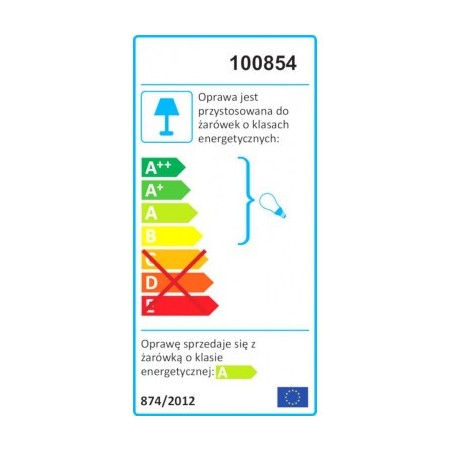 100854
Oprawa jest
przystosowana do
żarówek o klasach
energetycznych:
A++
A+
A
B
C
D
E
Oprawę sprzedaje się z
żarówką o klasie
energetycznej: A
874/2012